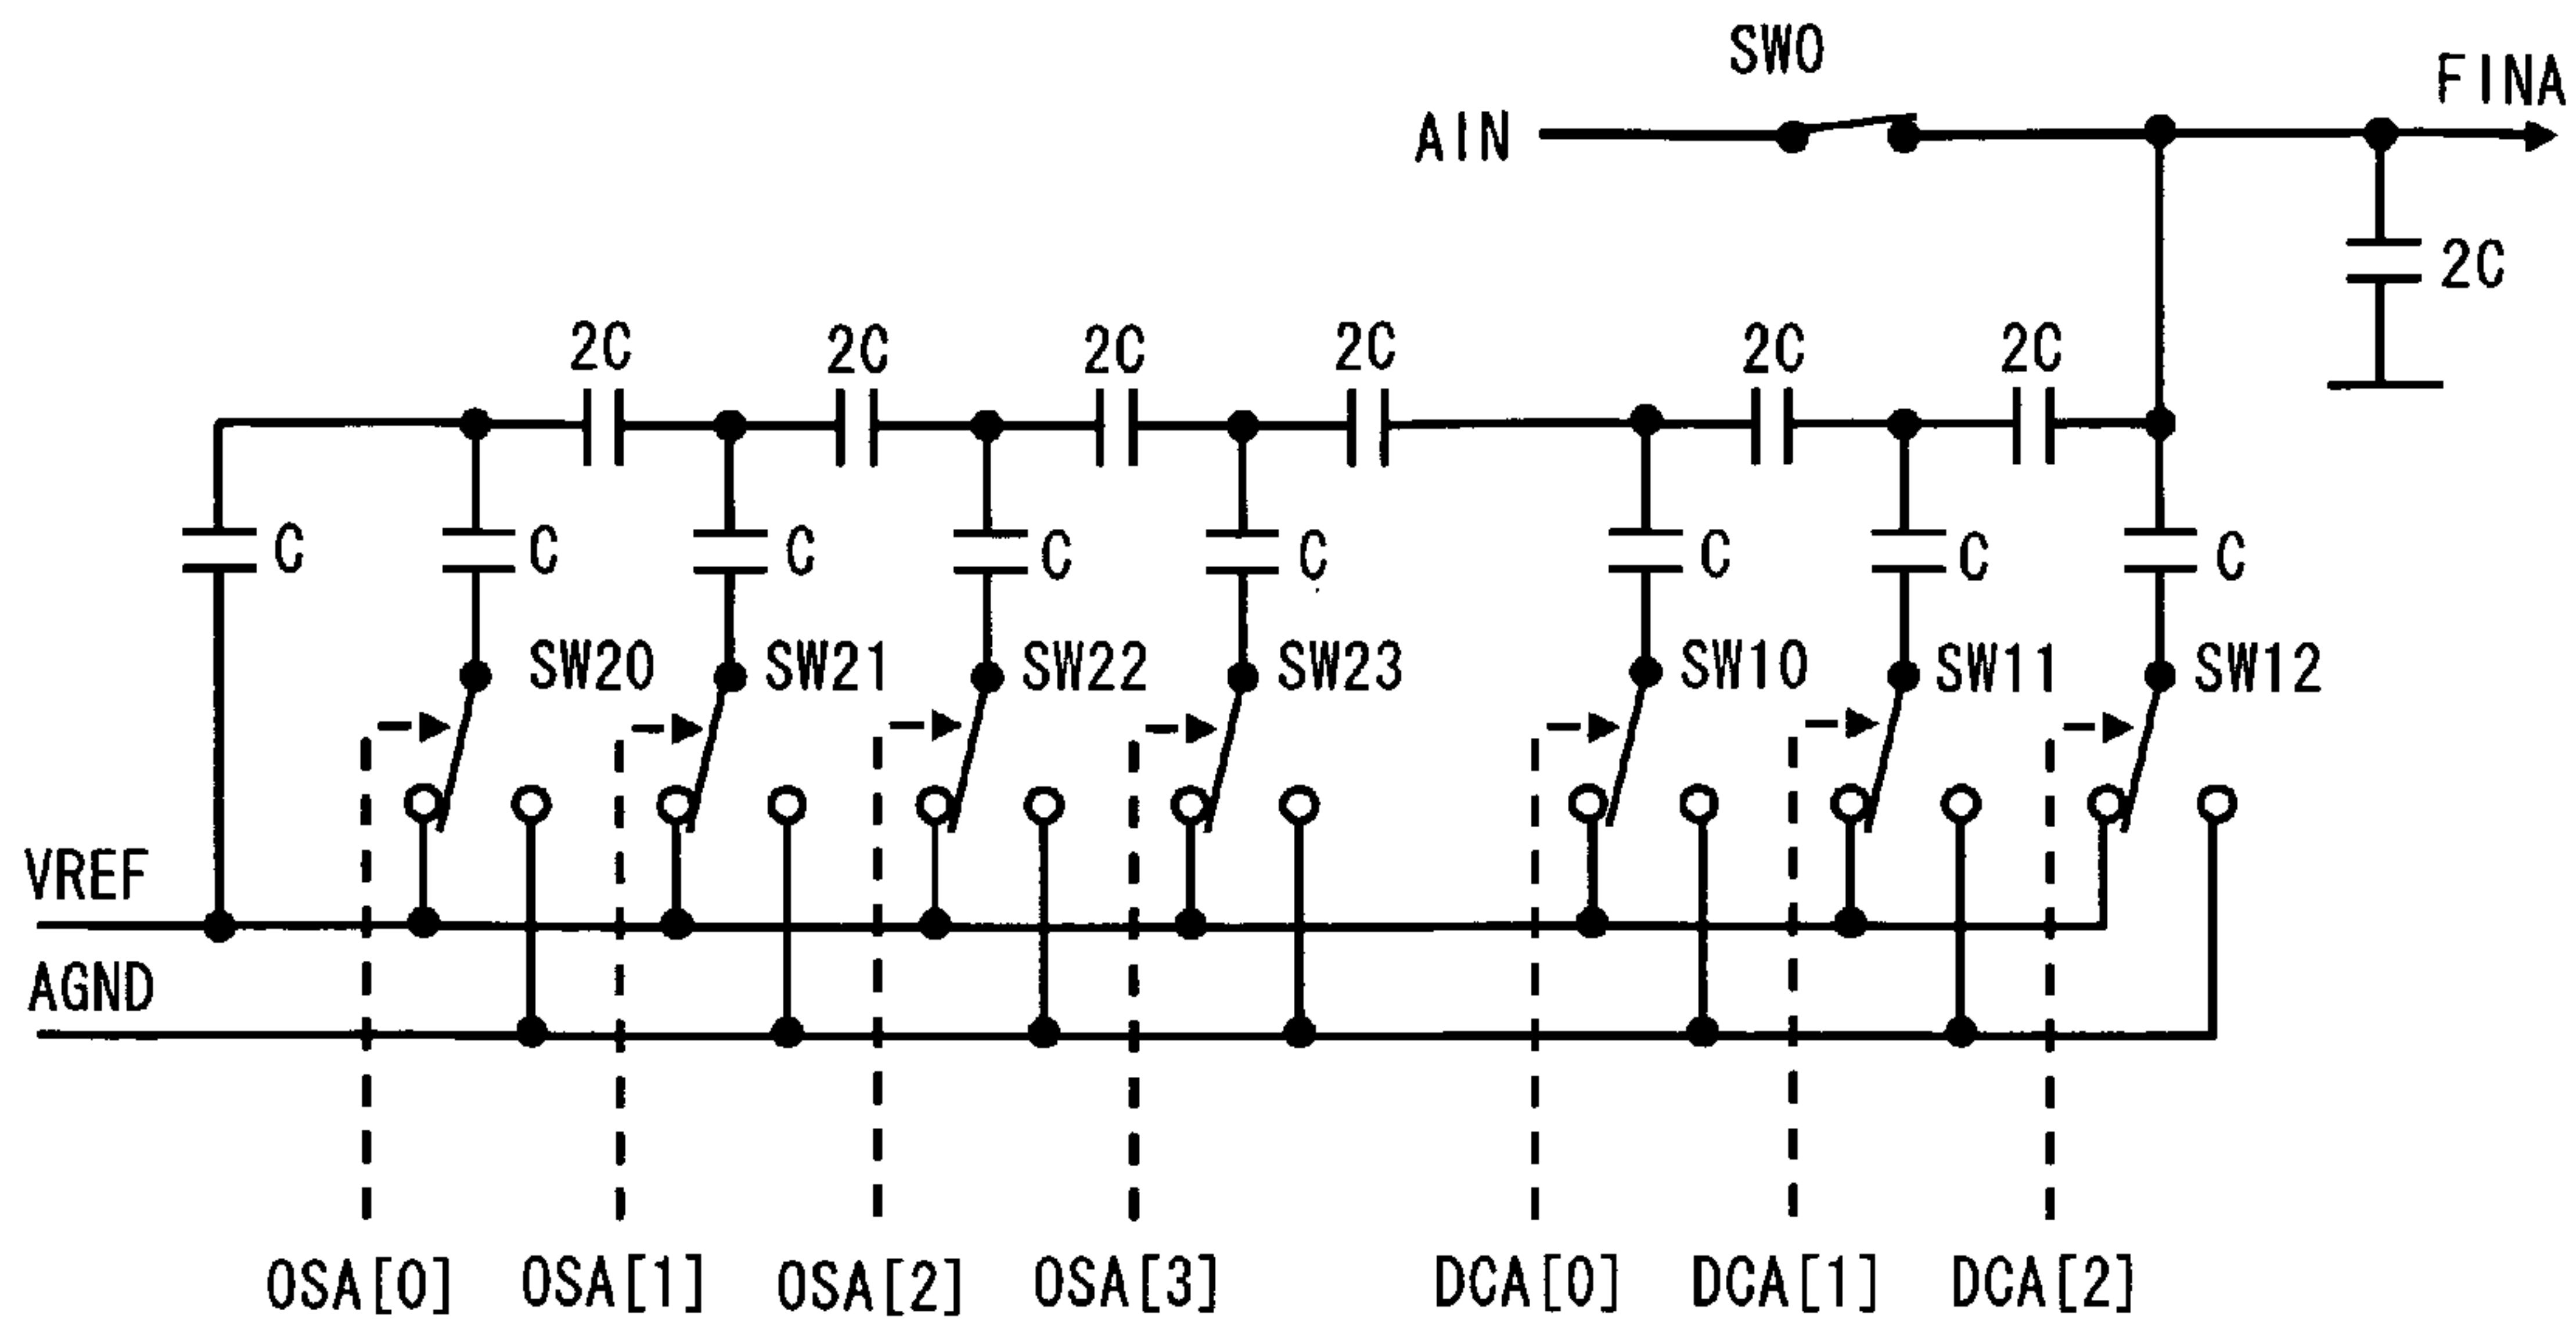 SW0
FINA
AIN
2C
2C 2C 2C 2C 2C 2C
C C C C C C C C
SW20 SW21 SW22 SW23 SW10 SW11 SW12
VREF
AGND
OSA[0] OSA[1] OSA[2] OSA[3] DCA[0] DCA[1] DCA[2]